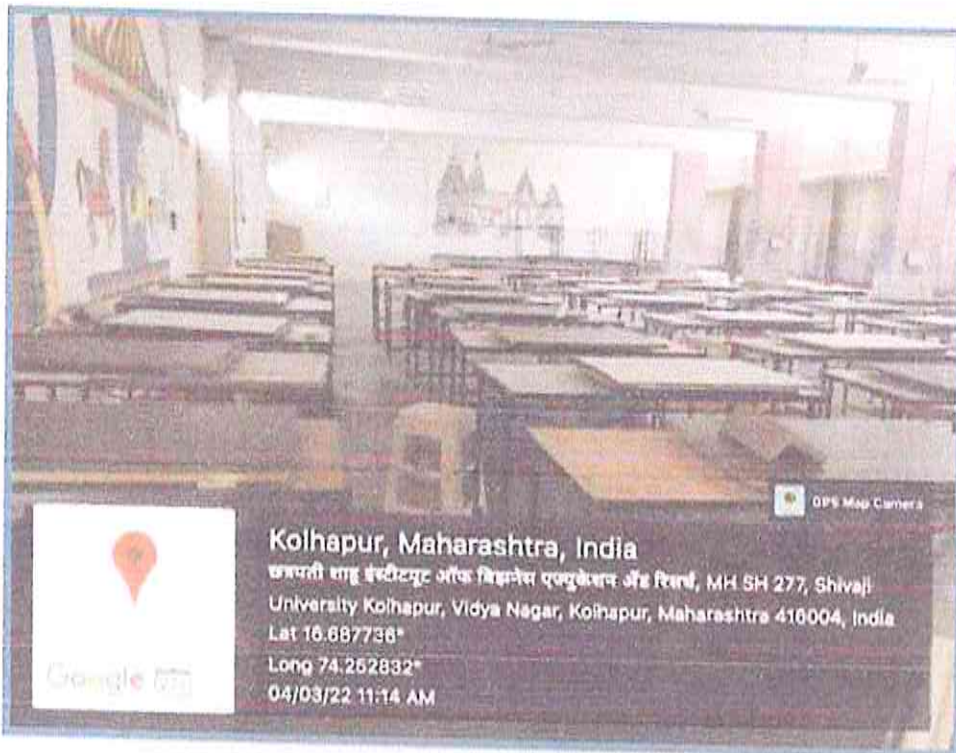 GPS Map Camera
Kolhapur, Maharashtra, India
छत्रपती शाहू इंस्टीटयूट ऑफ बिझनेस एज्युकेशन अँड रिसर्च, MH SH 277, Shivaji
University Kolhapur, Vidya Nagar, Kolhapur, Maharashtra 416004, India
Lat 16.687736°
Long 74.252832°
04/03/22 11:14 AM
Google